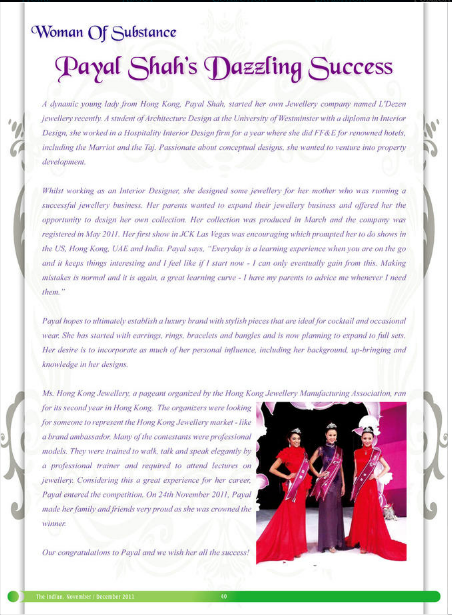 Woman Of Substance
Payal Shah's Dazzling Success
A dynamic young lady from Hong Kong, Payal Shah, started her own Jewellery company named L'Dezen
jewellery recently. A student of Architecture Design at the University of Westminster with a diploma in Interior
Design, she worked in a Hospitality Interior Design firm for a year where she did FF&E for renowned hotels,
including the Marriot and the Taj. Passionate about conceptual designs, she wanted to venture into property
development.
Whilst working as an Interior Designer, she designed some jewellery for her mother who was running a
successful jewellery business. Her parents wanted to expand their jewellery business and offered her the
opportunity to design her own collection. Her collection was produced in March and the company was
registered in May 2011. Her first show in JCK Las Vegas was encouraging which prompted her to do shows in
the US, Hong Kong, UAE and India. Payal says, "Everyday is a learning experience when you are on the go
and it keeps things interesting and I feel like if I start now - I can only eventually gain from this. Making
mistakes is normal and it is again, a great learning curve - I have my parents to advice me whenever I need
them."
Payal hopes to ultimately establish a luxury brand with stylish pieces that are ideal for cocktail and occasional
wear. She has started with earrings, rings, bracelets and bangles and is now planning to expand to full sets.
Her desire is to incorporate as much of her personal influence, including her background, up-bringing and
knowledge in her designs.
Ms. Hong Kong Jewellery, a pageant organized by the Hong Kong Jewellery Manufacturing Association, ran
for its second year in Hong Kong. The organizers were looking
for someone to represent the Hong Kong Jewellery market - like
a brand ambassador. Many of the contestants were professional
models. They were trained to walk, talk and speak elegantly by
a professional trainer and required to attend lectures on
jewellery. Considering this a great experience for her career,
Payal entered the competition. On 24th November 2011, Payal
made her family and friends very proud as she was crowned the
winner.
Our congratulations to Payal and we wish her all the success!
The Indian, November / December 2011
40